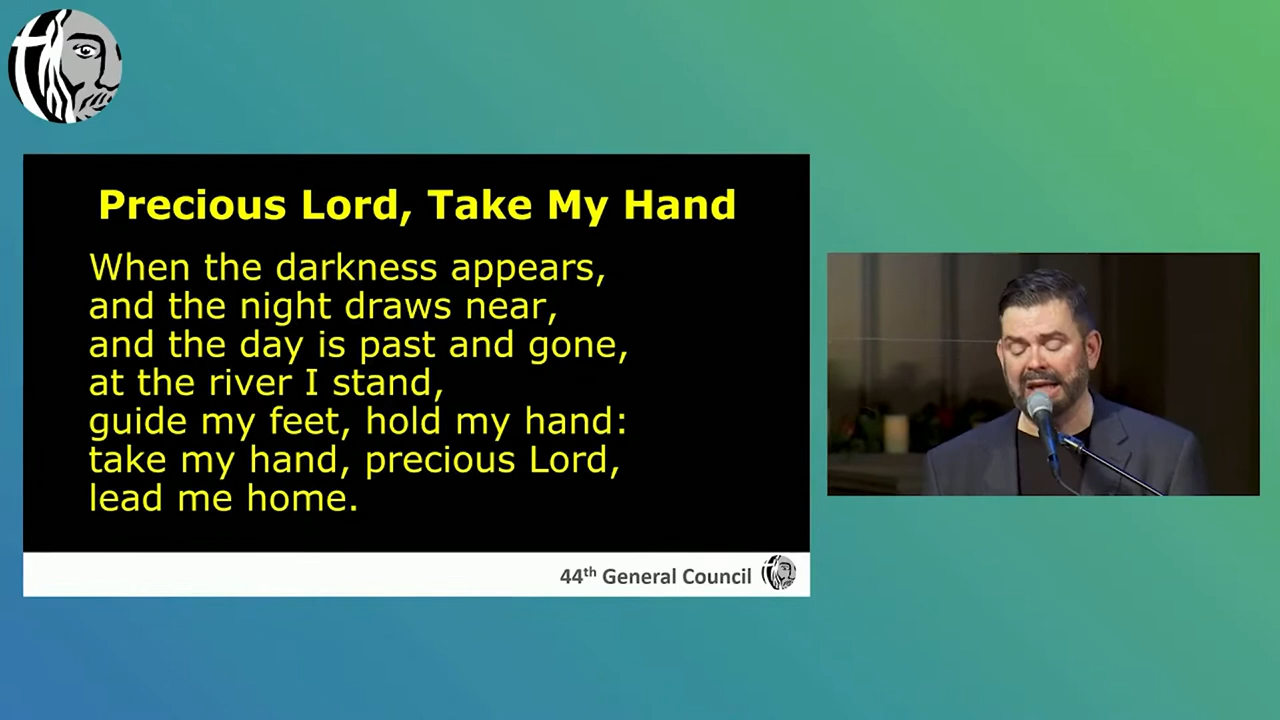 Precious Lord, Take My Hand
When the darkness appears,
and the night draws near,
and the day is past and gone,
at the river I stand,
guide my feet, hold my hand:
take my hand, precious Lord,
lead me home.
44th General Council